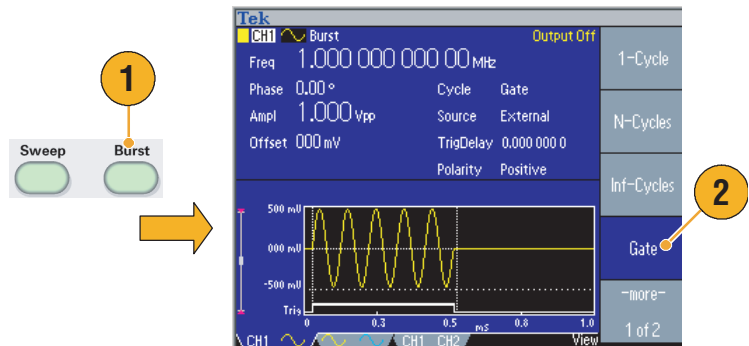 Tek
CH1 Burst Output Off
Freq 1.000 000 000 00 MHz
Phase 0.00 °
Ampl 1.000 Vpp
Offset 000 mV
Cycle Gate
Source External
TrigDelay 0.000 000 0
Polarity Positive
1-Cycle
N-Cycles
Inf-Cycles
Gate
-more-
1 of 2
1
Sweep Burst
2
500 mV
000 mV
-500 mV
Trig
0 0.3 0.5 ms 0.8 1.0
CH1 CH1 CH2 View